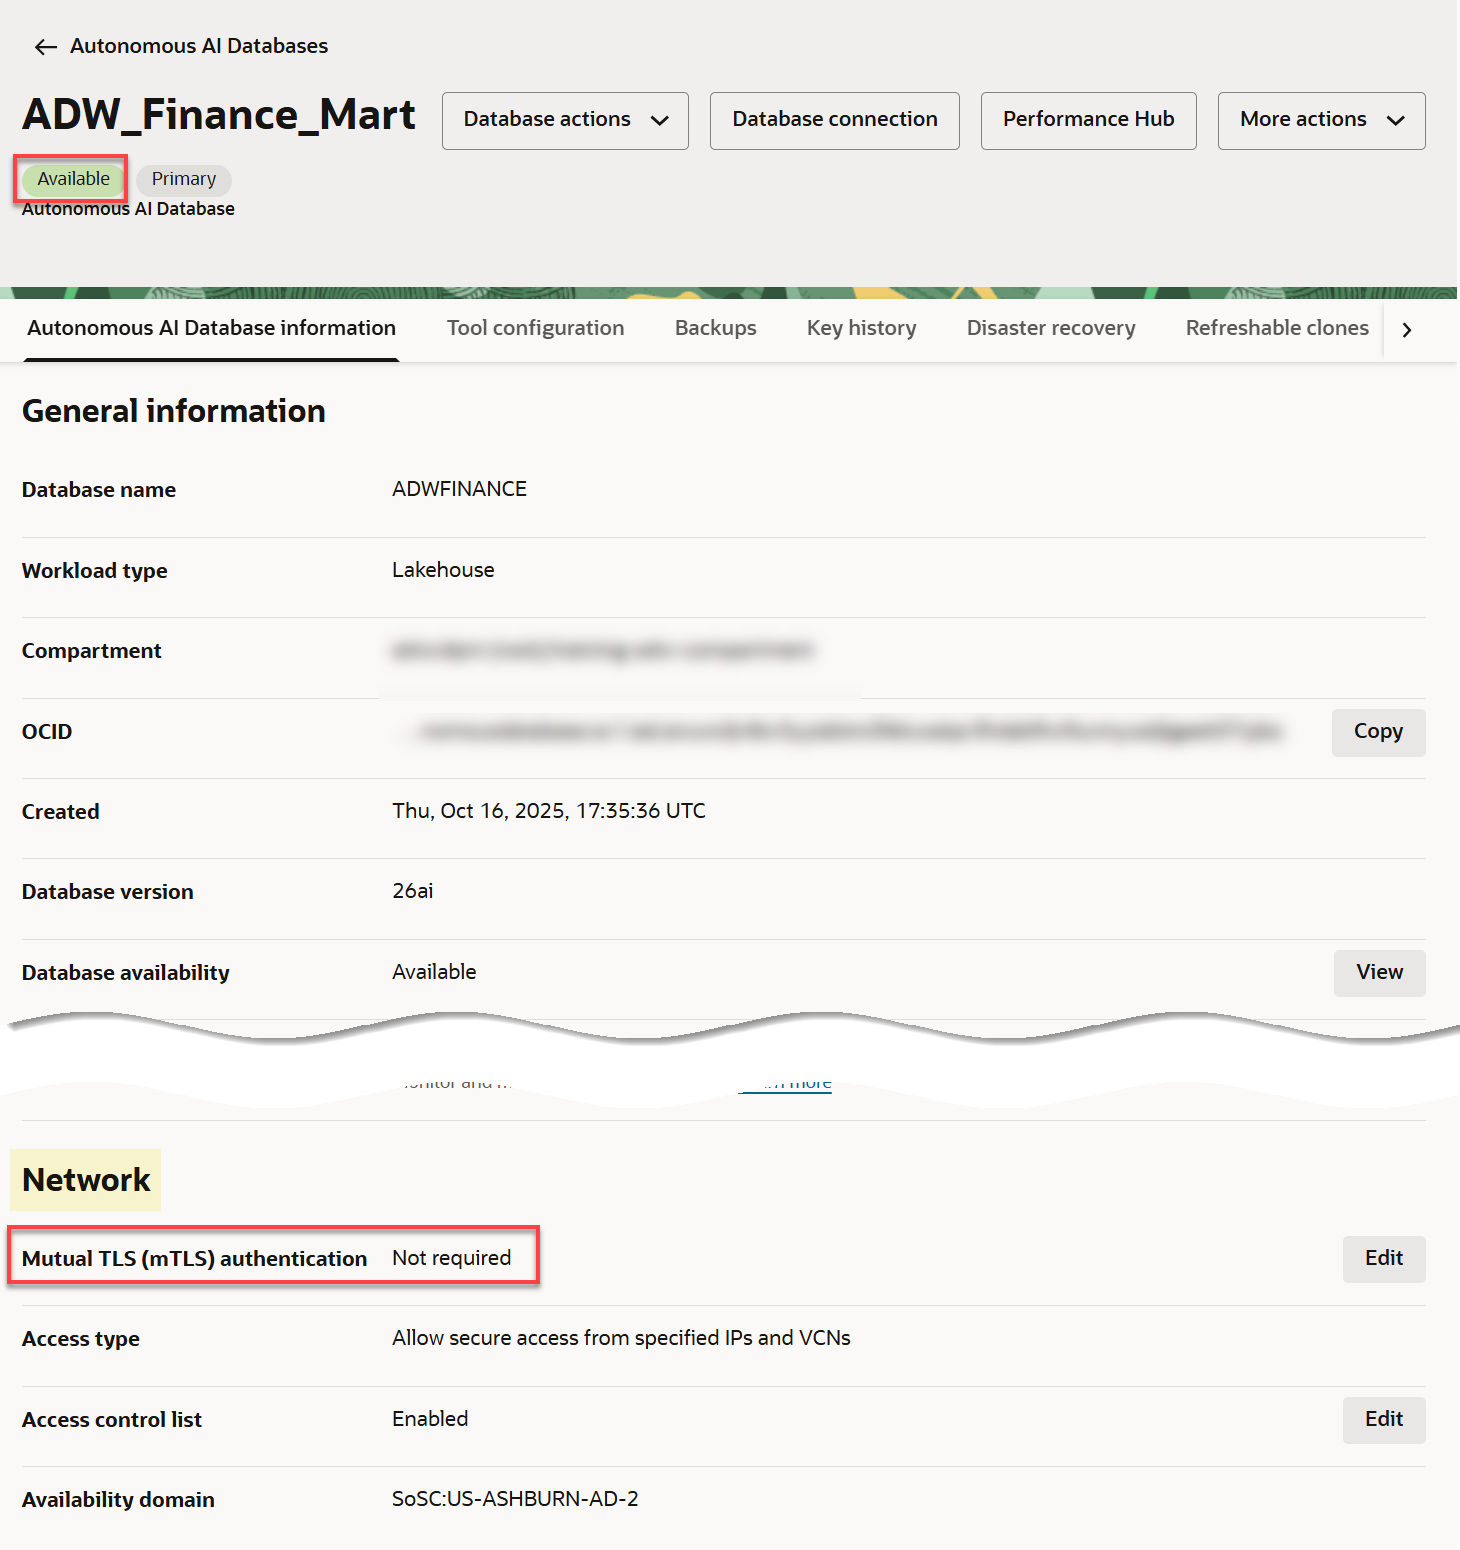 Autonomous AI Databases
ADW_Finance_Mart
Database actions
Database connection
Performance Hub
More actions
Available
Primary
Autonomous AI Database
Autonomous AI Database information
Tool configuration
Backups
Key history
Disaster recovery
Refreshable clones
General information
Database name ADWFINANCE
Workload type Lakehouse
Compartment
OCID Copy
Created Thu, Oct 16, 2025, 17:35:36 UTC
Database version 26ai
Database availability Available View
more
Network
Mutual TLS (mTLS) authentication Not required Edit
Access type Allow secure access from specified IPs and VCNs
Access control list Enabled Edit
Availability domain SoSC:US-ASHBURN-AD-2